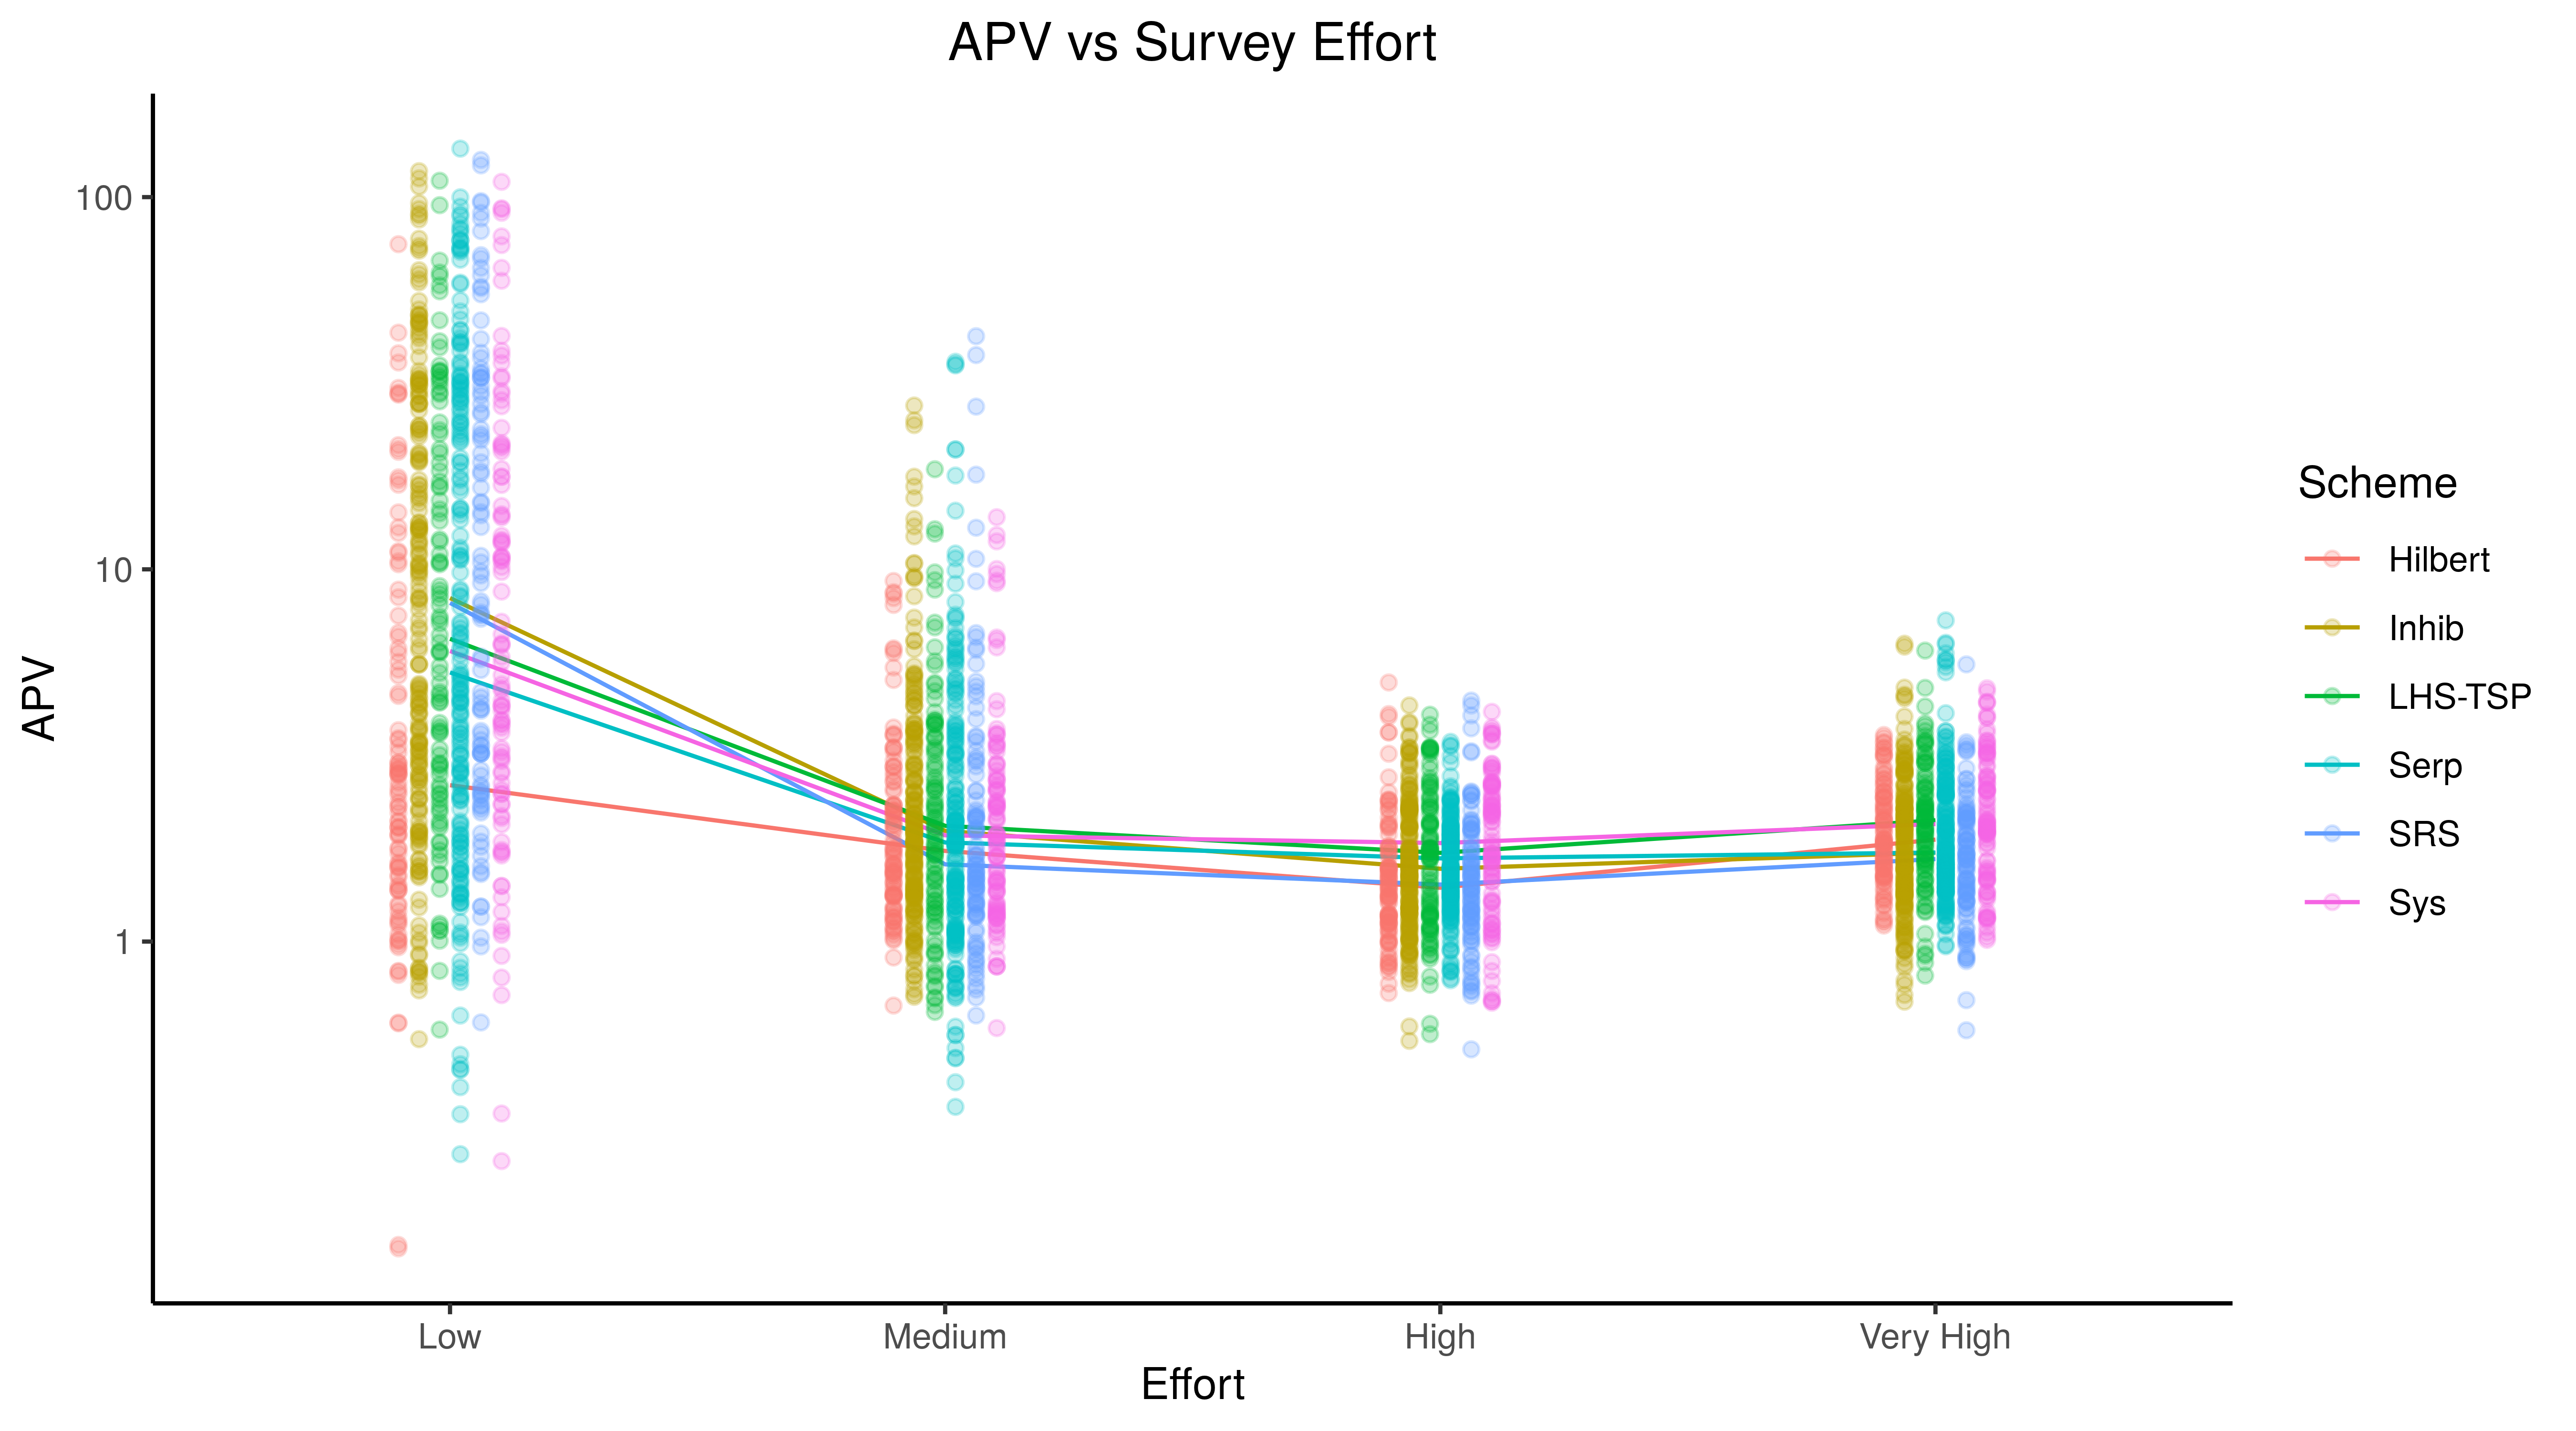 APV vs Survey Effort
APV
100
10
1
Low
Medium
High
Very High
Effort
Scheme
Hilbert
Inhib
LHS-TSP
Serp
SRS
Sys